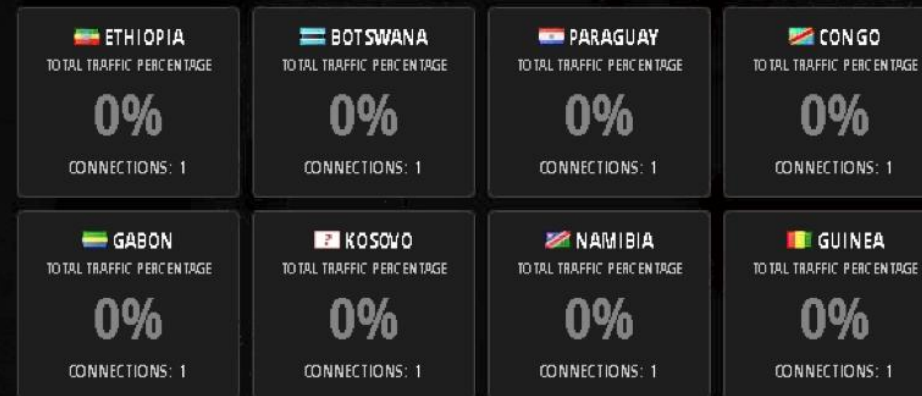 ETHIOPIA
TOTAL TRAFFIC PERCENTAGE
0%
CONNECTIONS: 1
BOTSWANA
TOTAL TRAFFIC PERCENTAGE
0%
CONNECTIONS: 1
PARAGUAY
TOTAL TRAFFIC PERCENTAGE
0%
CONNECTIONS: 1
CONGO
TOTAL TRAFFIC PERCENTAGE
0%
CONNECTIONS: 1
GABON
TOTAL TRAFFIC PERCENTAGE
0%
CONNECTIONS: 1
? KOSOVO
TOTAL TRAFFIC PERCENTAGE
0%
CONNECTIONS: 1
NAMIBIA
TOTAL TRAFFIC PERCENTAGE
0%
CONNECTIONS: 1
GUINEA
TOTAL TRAFFIC PERCENTAGE
0%
CONNECTIONS: 1